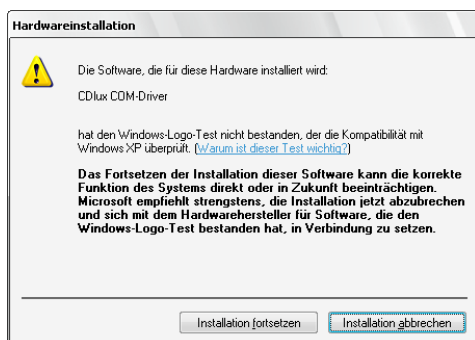 Hardwareinstallation
Die Software, die für diese Hardware installiert wird:
CDlux COM-Driver
hat den Windows-Logo-Test nicht bestanden, der die Kompatibilität mit
Windows XP überprüft. (Warum ist dieser Test wichtig?)
Das Fortsetzen der Installation dieser Software kann die korrekte
Funktion des Systems direkt oder in Zukunft beeinträchtigen.
Microsoft empfiehlt strengstens, die Installation jetzt abzubrechen
und sich mit dem Hardwarehersteller für Software, die den
Windows-Logo-Test bestanden hat, in Verbindung zu setzen.
Installation fortsetzen
Installation abbrechen